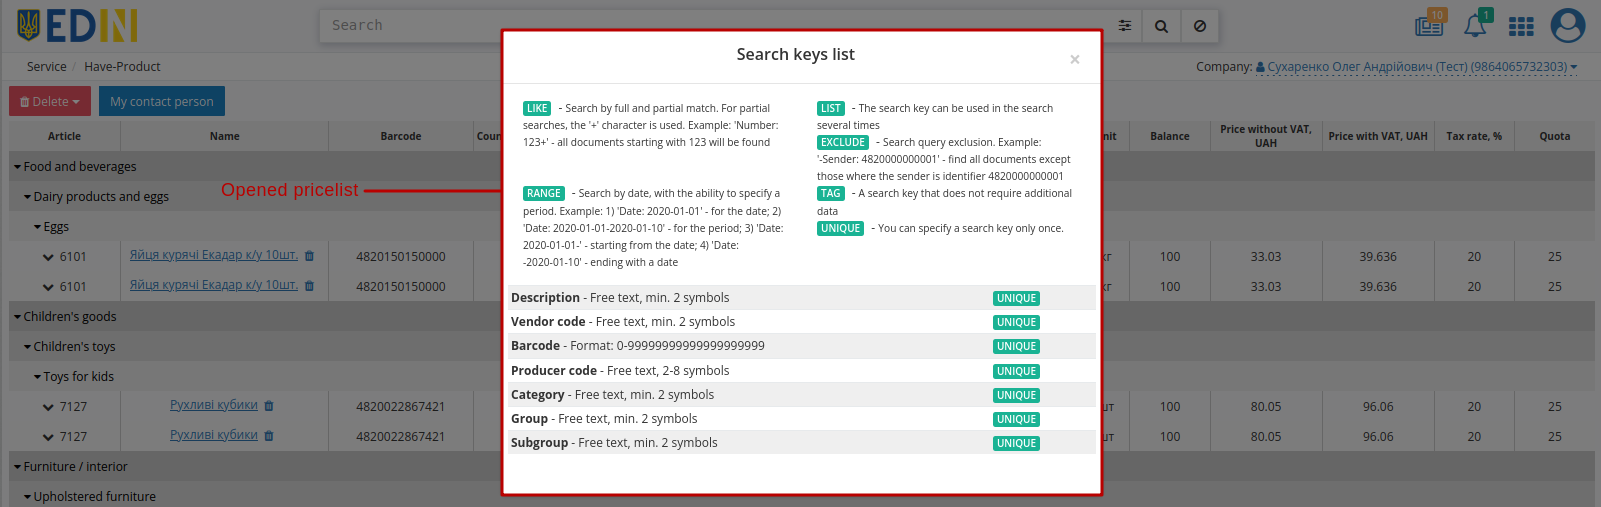 EDIN
Search
10
1
Search keys list
×
Service / Have-Product
Company: Сухаренко Олег Андрійович (Тест) (9864065732303)
Delete
My contact person
LIKE - Search by full and partial match. For partial
searches, the '+' character is used. Example: 'Number:
123+' - all documents starting with 123 will be found
LIST - The search key can be used in the search
several times
EXCLUDE - Search query exclusion. Example:
'-Sender: 4820000000001' - find all documents except
those where the sender is identifier 4820000000001
RANGE - Search by date, with the ability to specify a
period. Example: 1) 'Date: 2020-01-01' - for the date; 2)
'Date: 2020-01-01-2020-01-10' - for the period; 3) 'Date:
2020-01-01-' - starting from the date; 4) 'Date:
-2020-01-10' - ending with a date
TAG - A search key that does not require additional
data
UNIQUE - You can specify a search key only once.
Description - Free text, min. 2 symbols UNIQUE
Vendor code - Free text, min. 2 symbols UNIQUE
Barcode - Format: 0-99999999999999999999 UNIQUE
Producer code - Free text, 2-8 symbols UNIQUE
Category - Free text, min. 2 symbols UNIQUE
Group - Free text, min. 2 symbols UNIQUE
Subgroup - Free text, min. 2 symbols UNIQUE
Opened pricelist
Article Name Barcode Balance Price without VAT, UAH Price with VAT, UAH Tax rate, % Quota
Food and beverages
Dairy products and eggs
Eggs
6101 Яйця курячі Екадар к/у 10шт. 4820150150000 кг 100 33.03 39.636 20 25
6101 Яйця курячі Екадар к/у 10шт. 4820150150000 кг 100 33.03 39.636 20 25
Children's goods
Children's toys
Toys for kids
7127 Рухливі кубики 4820022867421 шт 100 80.05 96.06 20 25
7127 Рухливі кубики 4820022867421 шт 100 80.05 96.06 20 25
Furniture / interior
Upholstered furniture